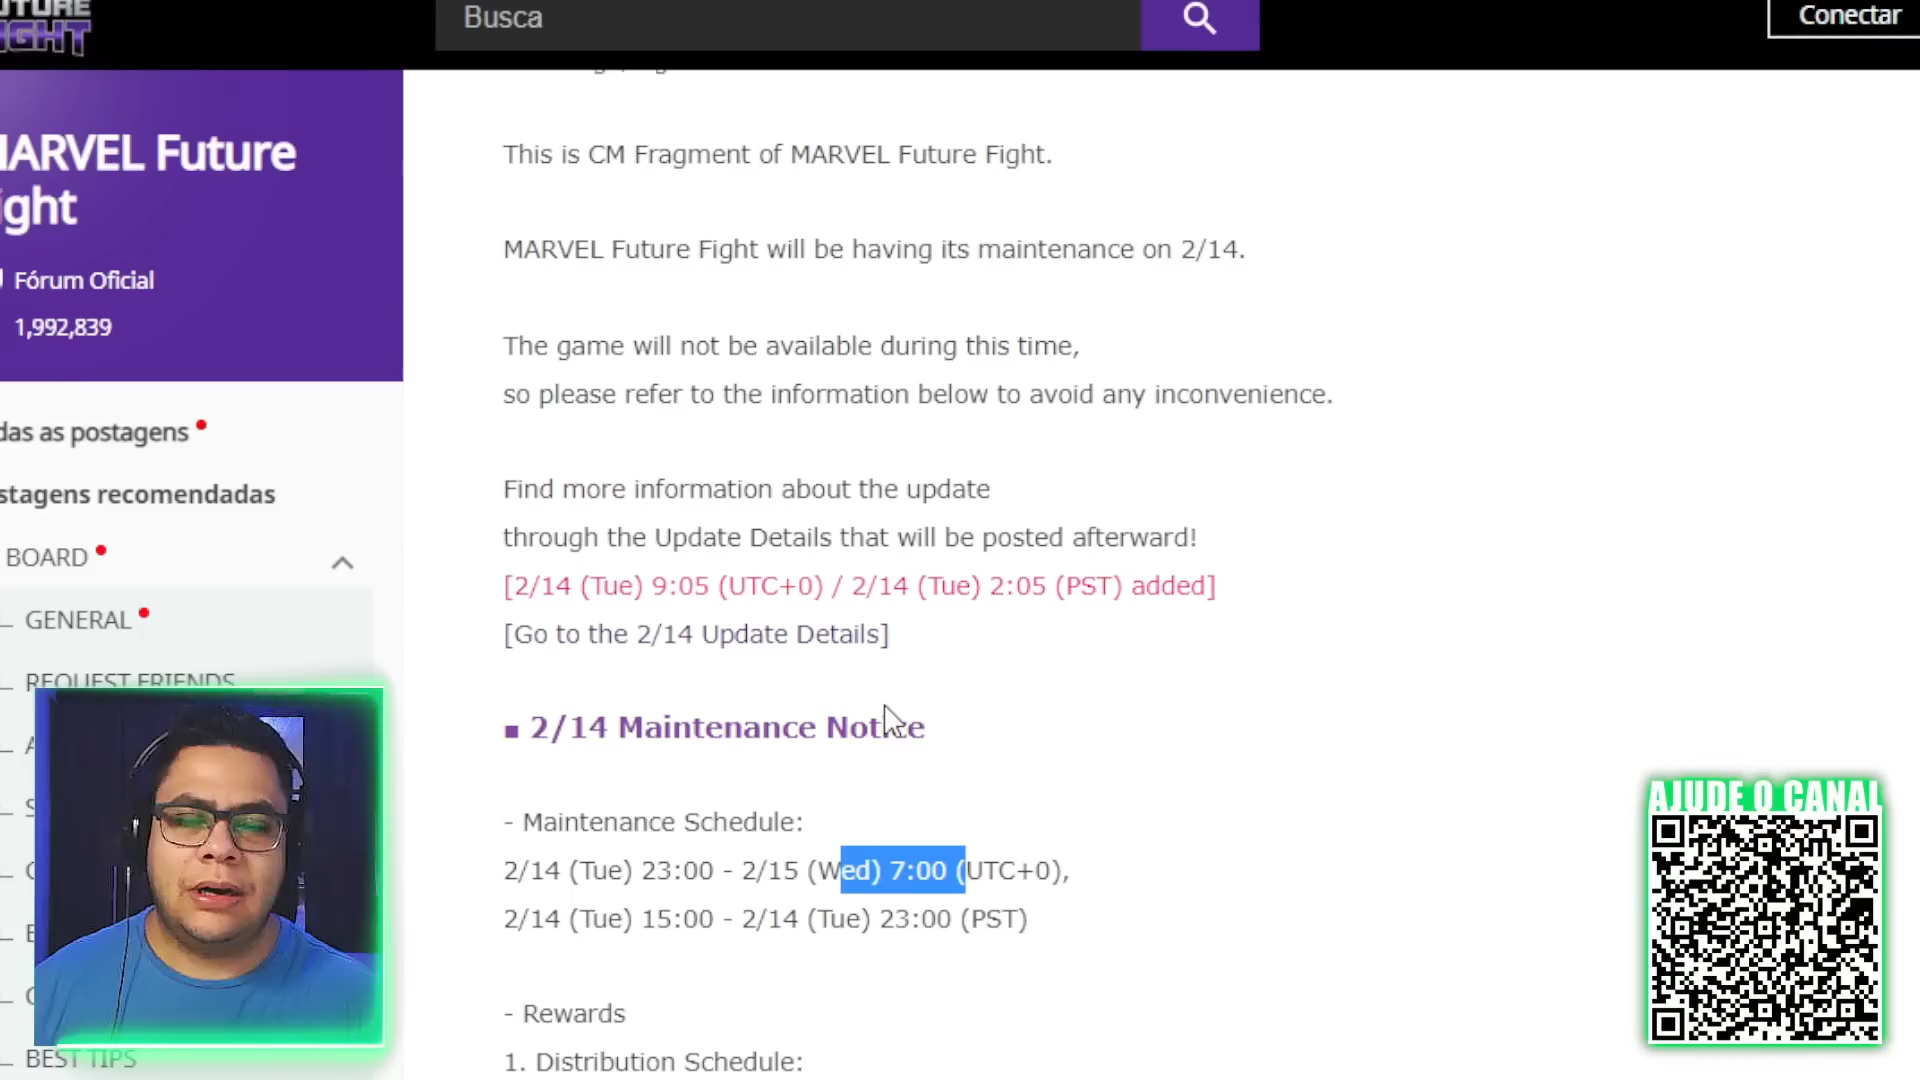 Busca
Conectar
Future
Fórum Oficial
1,992,839
postagens
recomendadas
BOARD
GENERAL
REQUEST FRIENDS
BEST TIPS
This is CM Fragment of MARVEL Future Fight.
MARVEL Future Fight will be having its maintenance on 2/14.
The game will not be available during this time,
so please refer to the information below to avoid any inconvenience.
Find more information about the update
through the Update Details that will be posted afterward!
[2/14 (Tue) 9:05 (UTC+0) / 2/14 (Tue) 2:05 (PST) added]
[Go to the 2/14 Update Details]
■ 2/14 Maintenance Notice
- Maintenance Schedule:
2/14 (Tue) 23:00 - 2/15 (Wed) 7:00 (UTC+0),
2/14 (Tue) 15:00 - 2/14 (Tue) 23:00 (PST)
- Rewards
1. Distribution Schedule:
AJUDE O CANAL